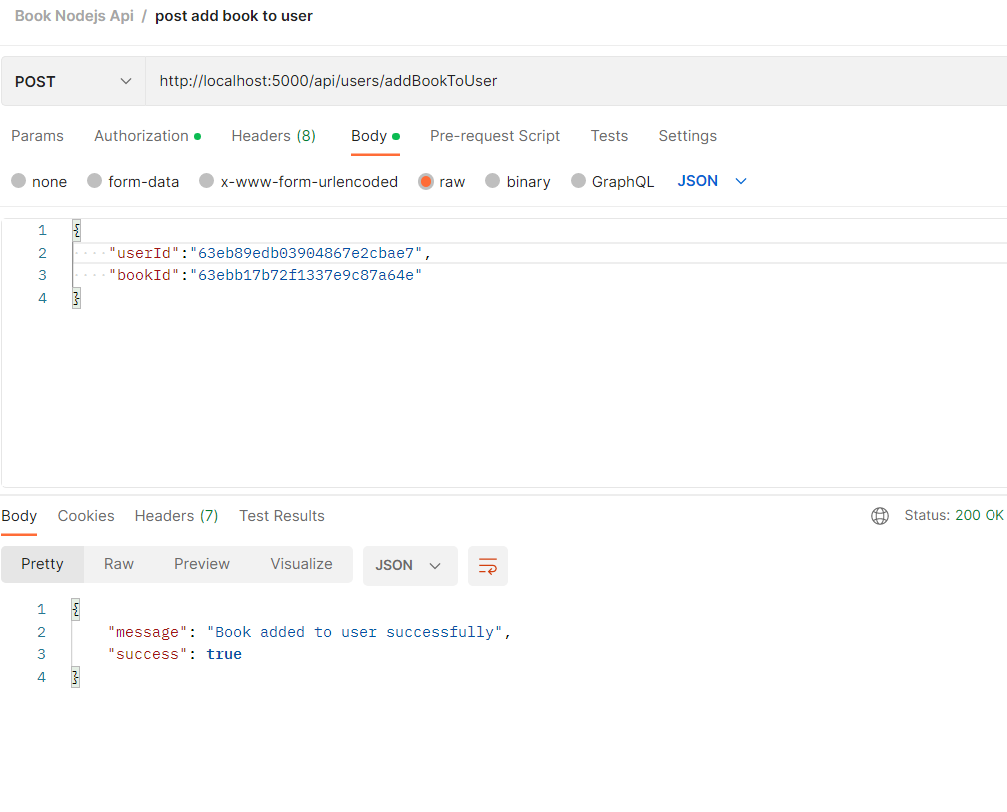 Book Nodejs Api / post add book to user
POST http://localhost:5000/api/users/addBookToUser
Params Authorization Headers (8) Body Pre-request Script Tests Settings
none form-data x-www-form-urlencoded raw binary GraphQL JSON
1 {
2 "userId":"63eb89edb03904867e2cbae7",
3 "bookId":"63ebb17b72f1337e9c87a64e"
4 }
Body Cookies Headers (7) Test Results Status: 200 OK
Pretty Raw Preview Visualize JSON
1 {
2 "message": "Book added to user successfully",
3 "success": true
4 }